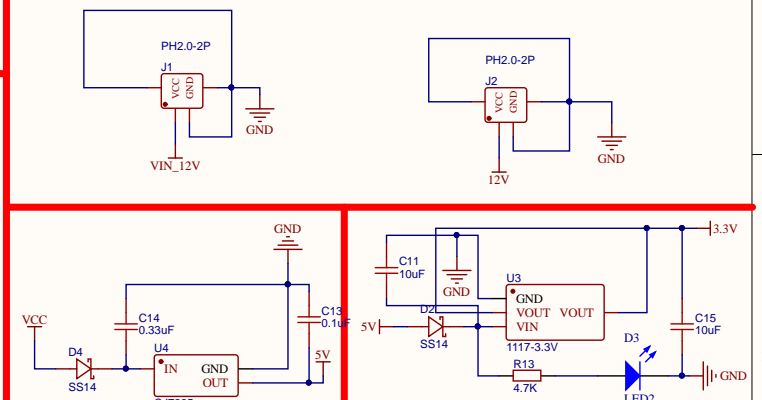 PH2.0-2P
J1
VCC
GND
GND
VIN_12V
PH2.0-2P
J2
VCC
GND
GND
12V
GND
VCC
C14
0.33uF
C13
0.1uF
D4
SS14
U4
IN
GND
OUT
5V
C11
10uF
GND
3.3V
U3
GND
VOUT
VOUT
VIN
1117-3.3V
5V
D2
SS14
C15
10uF
R13
4.7K
D3
LED2
GND